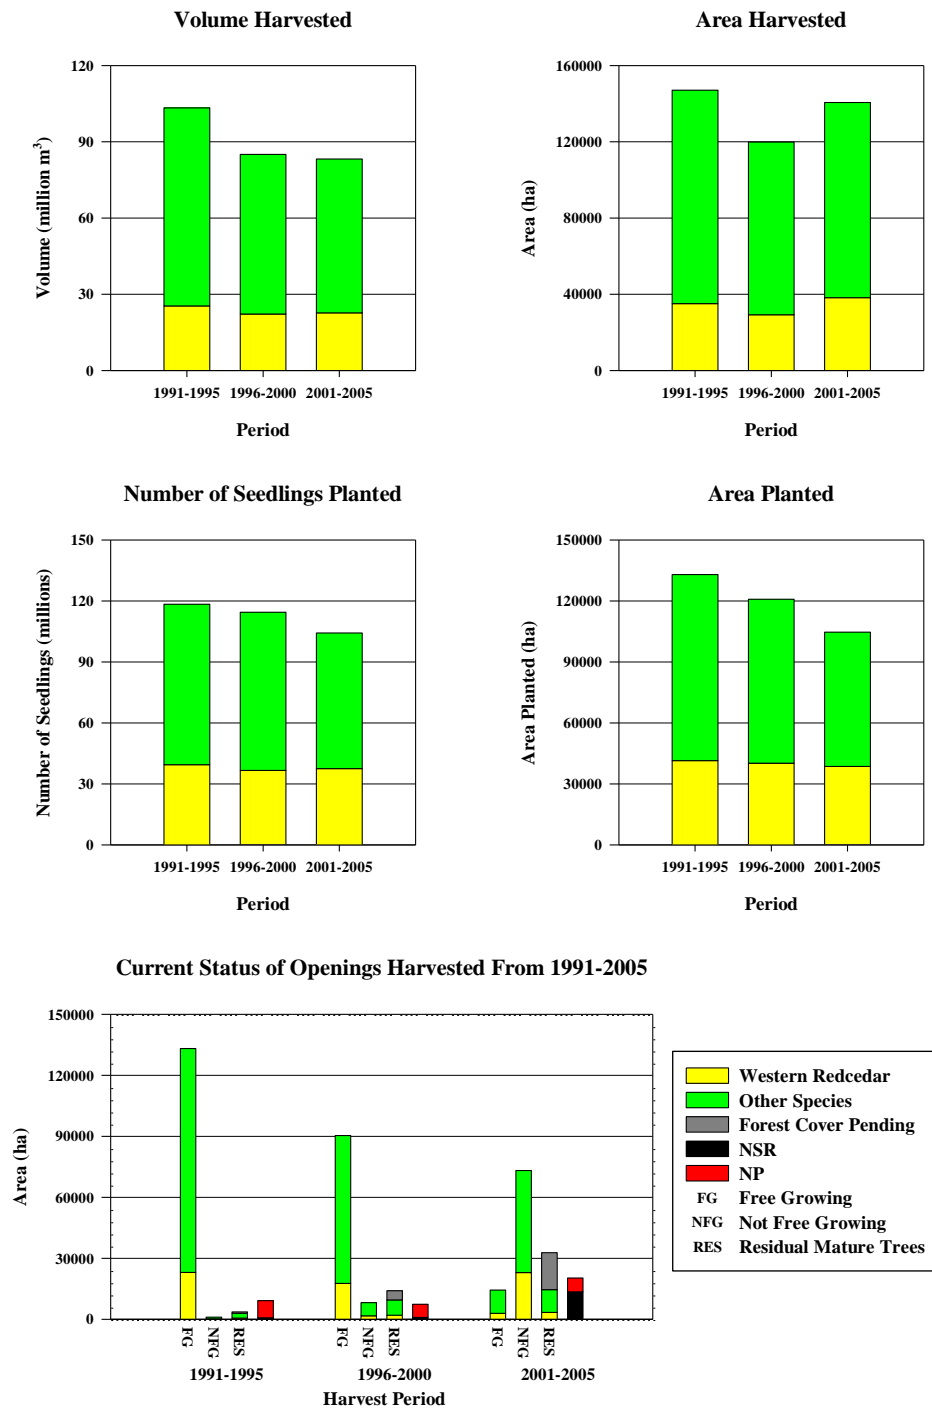 Volume Harvested
Volume (million m³)
120
90
60
30
0
1991-1995 1996-2000 2001-2005
Period
Area Harvested
Area (ha)
160000
120000
80000
40000
0
1991-1995 1996-2000 2001-2005
Period
Number of Seedlings Planted
Number of Seedlings (millions)
150
120
90
60
30
0
1991-1995 1996-2000 2001-2005
Period
Area Planted
Area Planted (ha)
150000
120000
90000
60000
30000
0
1991-1995 1996-2000 2001-2005
Period
Current Status of Openings Harvested From 1991-2005
Area (ha)
150000
120000
90000
60000
30000
0
FG NFG RES FG NFG RES FG NFG RES
1991-1995 1996-2000 2001-2005
Harvest Period
Western Redcedar
Other Species
Forest Cover Pending
NSR
NP
FG Free Growing
NFG Not Free Growing
RES Residual Mature Trees